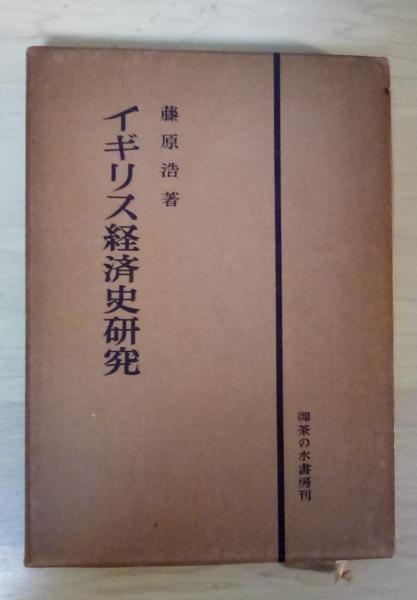 藤原浩著
イギリス経済史研究
御茶の水書房刊